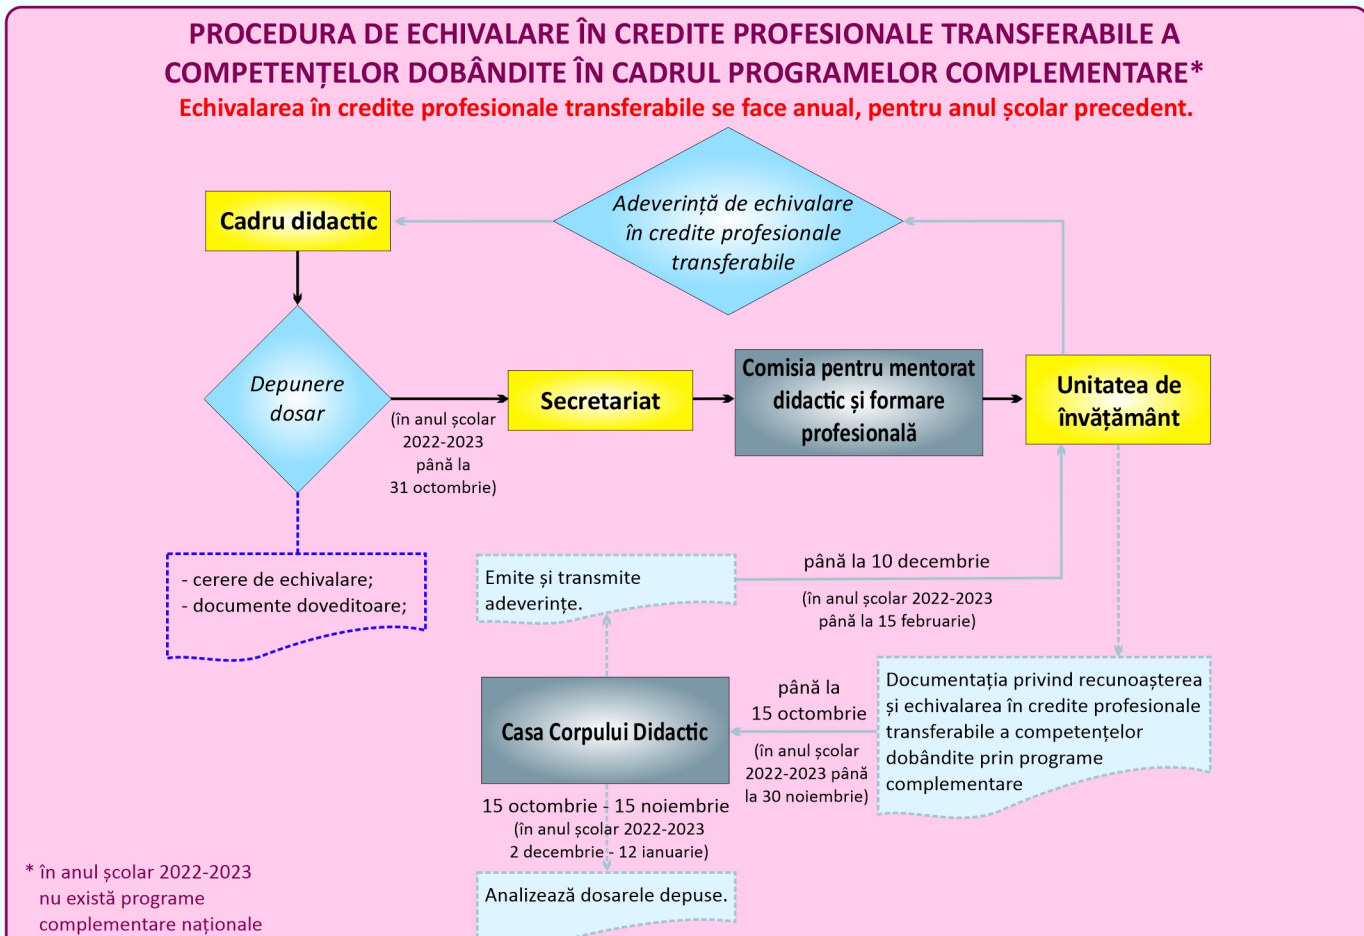 PROCEDURA DE ECHIVALARE ÎN CREDITE PROFESIONALE TRANSFERABILE A
COMPETENȚELOR DOBÂNDITE ÎN CADRUL PROGRAMELOR COMPLEMENTARE*
Echivalarea în credite profesionale transferabile se face anual, pentru anul școlar precedent.
Cadru didactic
Adeverință de echivalare
în credite profesionale
transferabile
Depunere
dosar
(în anul școlar
2022-2023
până la
31 octombrie)
Secretariat
Comisia pentru mentorat
didactic și formare
profesională
Unitatea de
învățământ
- cerere de echivalare;
- documente doveditoare;
Emite și transmite
adeverințe.
până la 10 decembrie
(în anul școlar 2022-2023
până la 15 februarie)
Documentația privind recunoașterea
și echivalarea în credite profesionale
transferabile a competențelor
dobândite prin programe
complementare
până la
15 octombrie
(în anul școlar
2022-2023 până
la 30 noiembrie)
Casa Corpului Didactic
15 octombrie - 15 noiembrie
(în anul școlar 2022-2023
2 decembrie - 12 ianuarie)
Analizează dosarele depuse.
* în anul școlar 2022-2023
nu există programe
complementare naționale